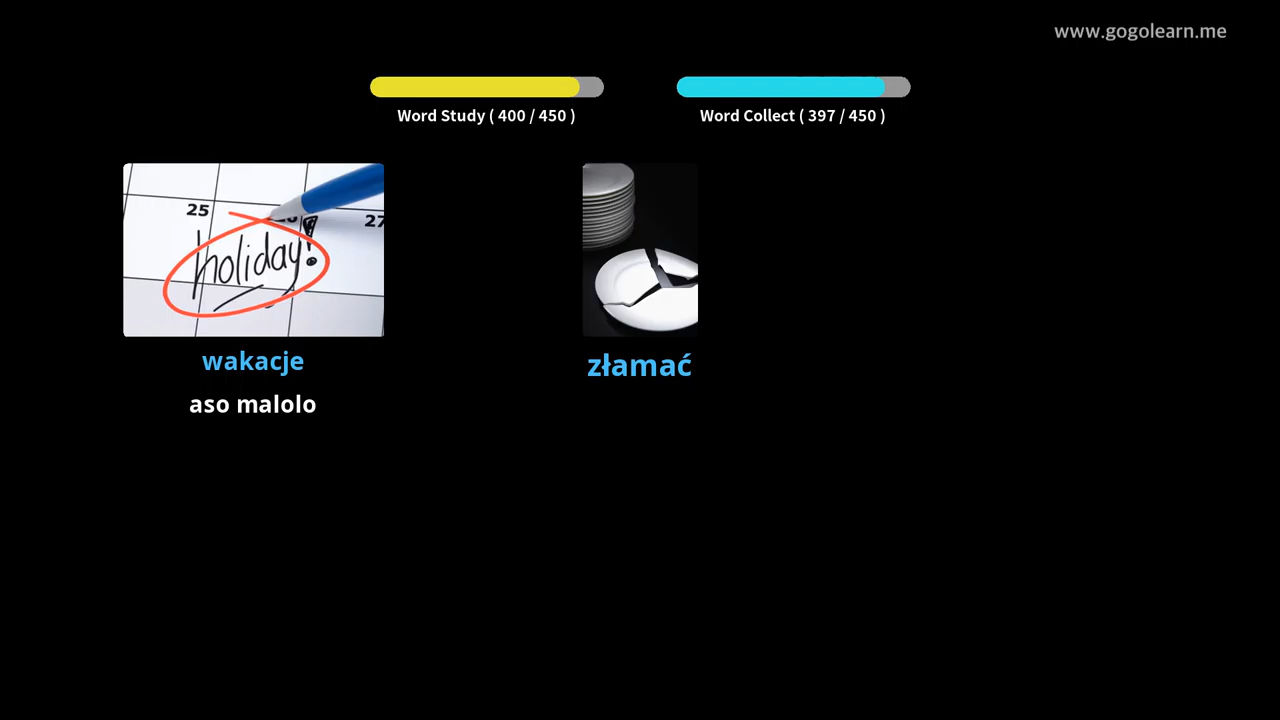 www.gogolearn.me
Word Study ( 400 / 450 )
Word Collect ( 397 / 450 )
25
27
holiday!
wakacje
aso malolo
złamać